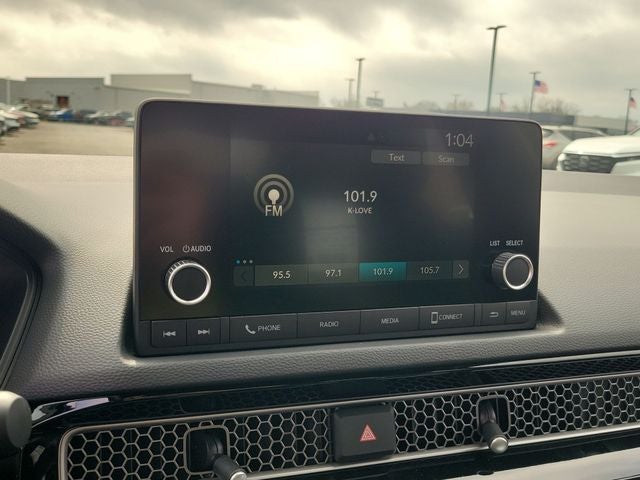 1:04
Text Scan
101.9
FM
K-LOVE
VOL AUDIO
LIST SELECT
95.5 97.1 101.9 105.7
PHONE RADIO MEDIA CONNECT MENU